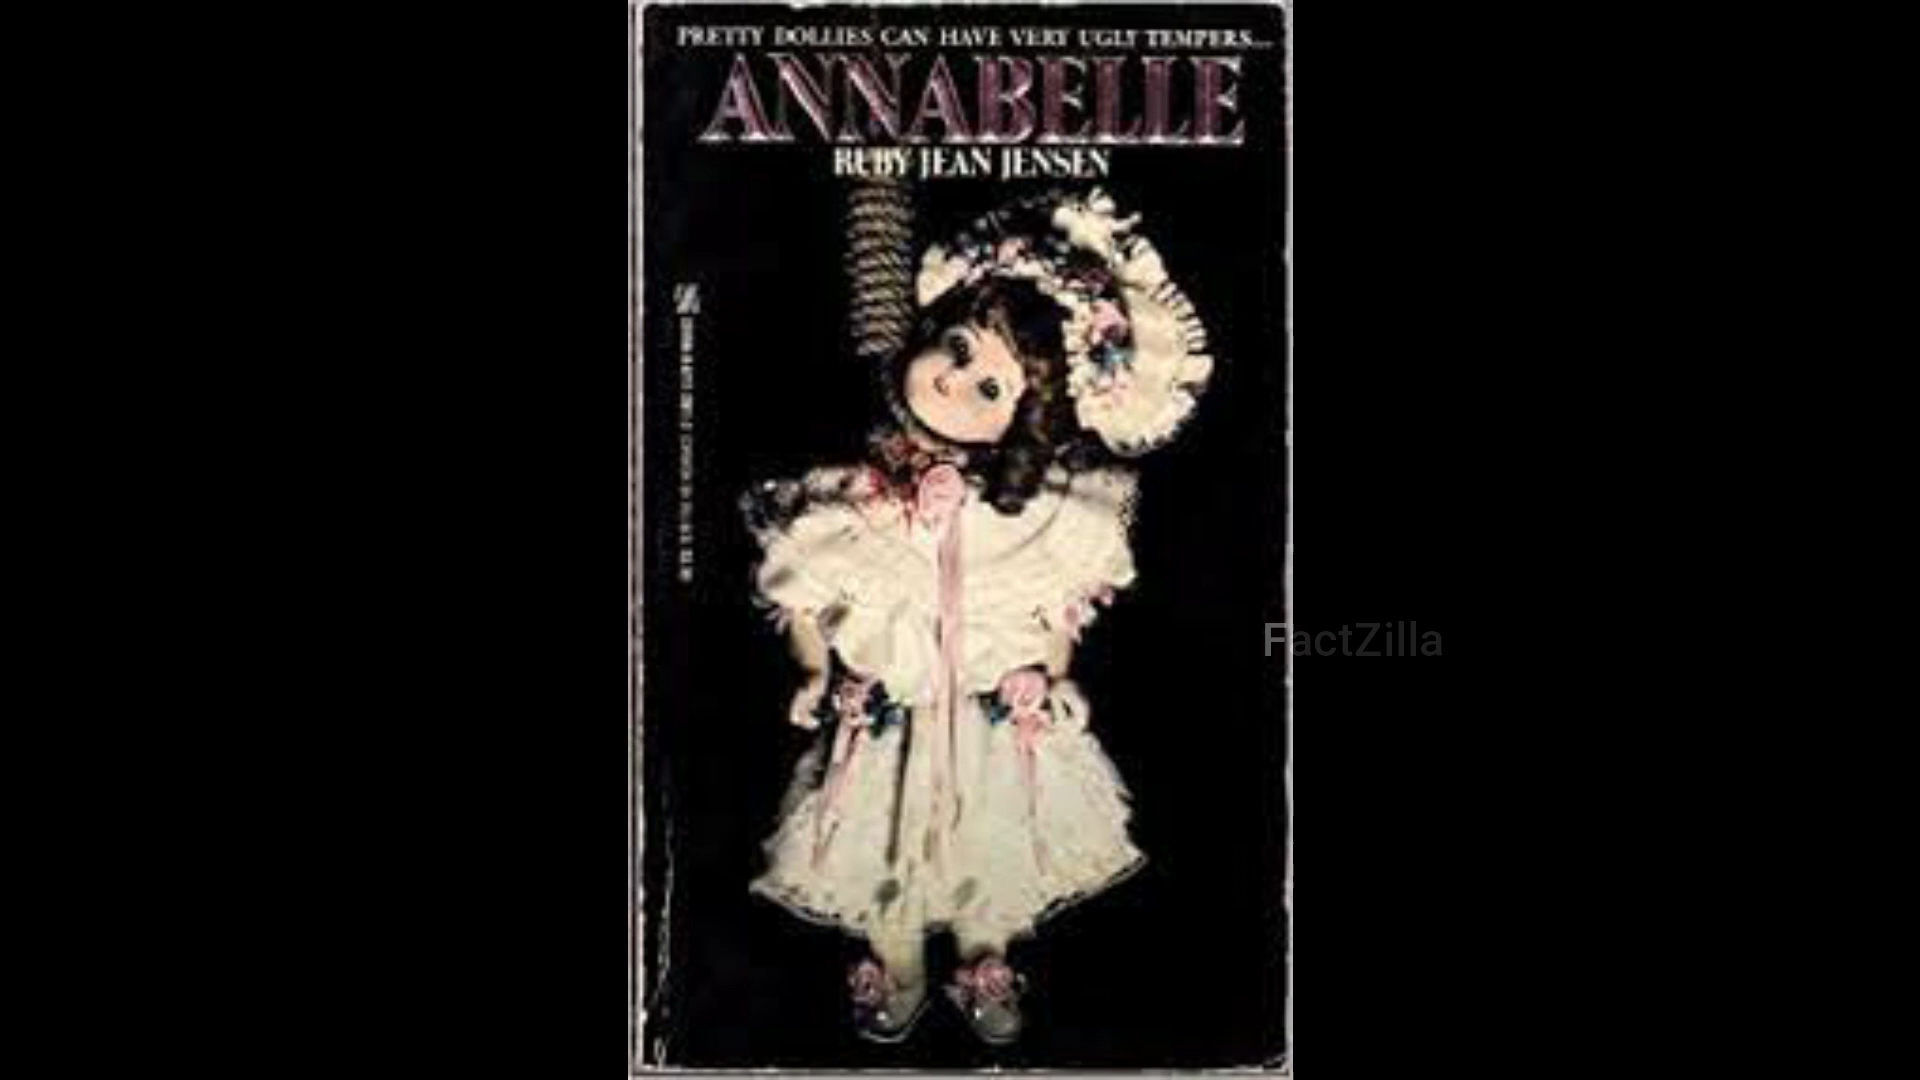 PRETTY DOLLIES CAN HAVE VERY UGLY TEMPERS...
ANNABELLE
RUBY JEAN JENSEN
FactZilla